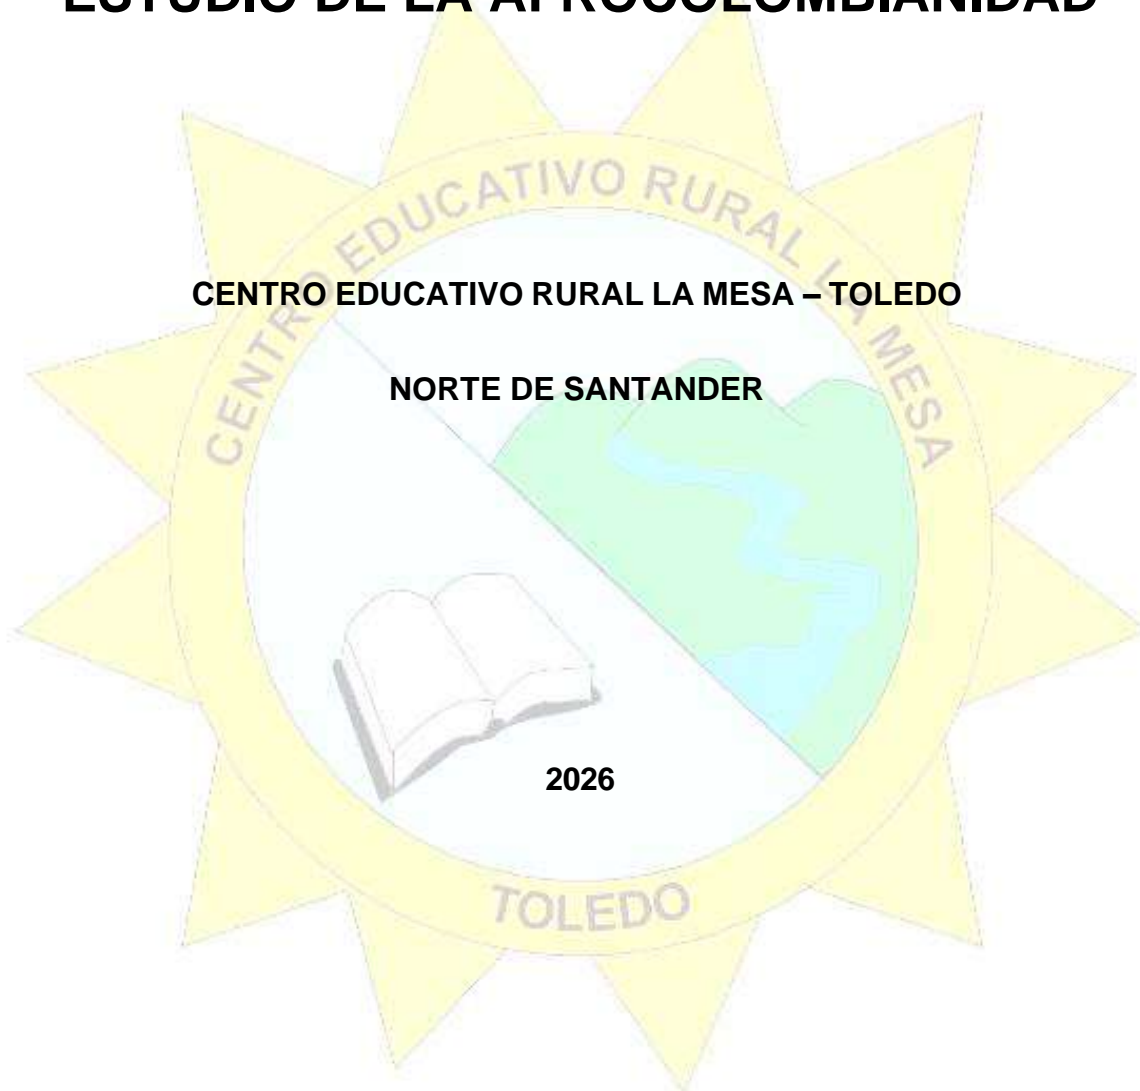 ESTUDIO DE LA AFROCOLOMBIANIDAD
CENTRO EDUCATIVO RURAL LA MESA
CENTRO EDUCATIVO RURAL LA MESA – TOLEDO
NORTE DE SANTANDER
2026
TOLEDO